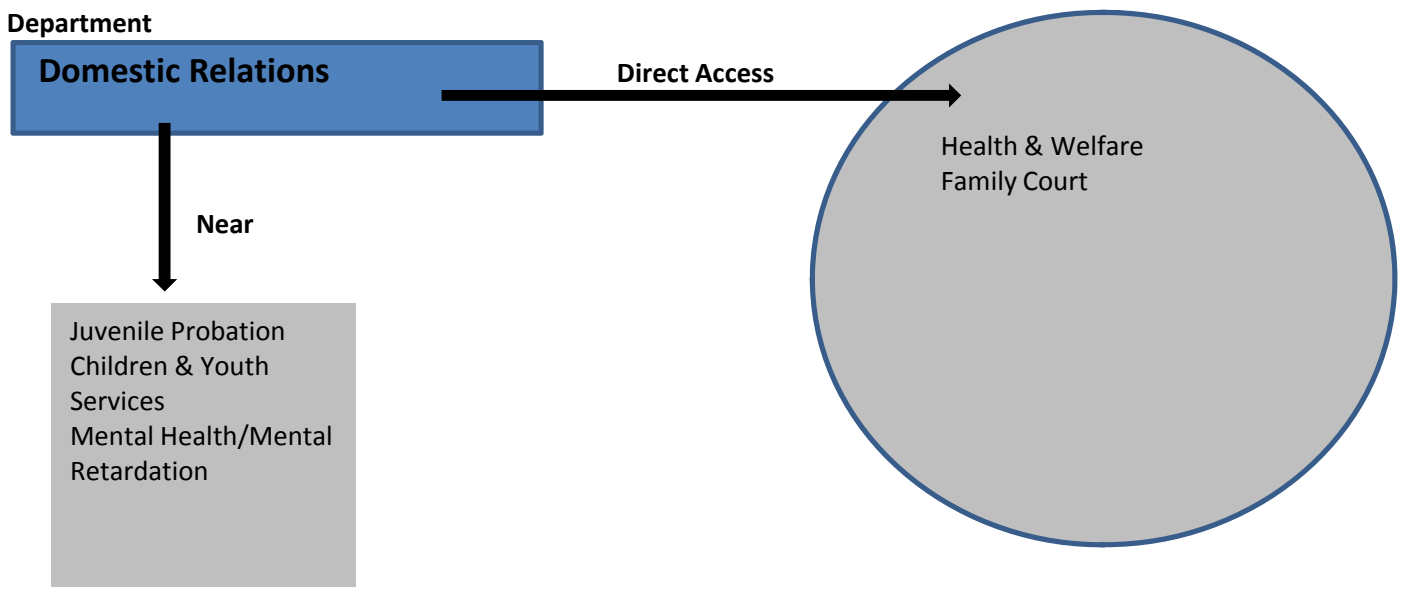 Department
Domestic Relations
Direct Access
Health & Welfare
Family Court
Near
Juvenile Probation
Children & Youth
Services
Mental Health/Mental
Retardation